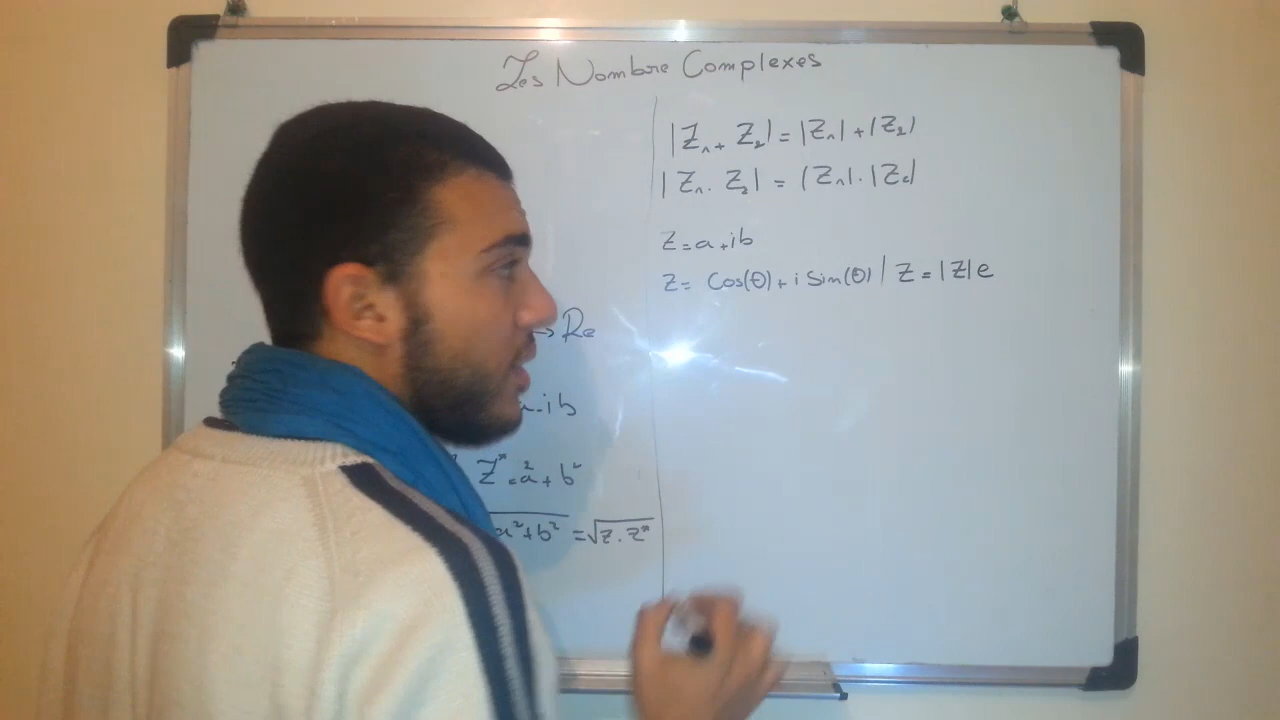 Les Nombre Complexes
→ Re
a-ib
Z* = a² + b²
a²+b² = √z.z*
|Z₁ + Z₂| = |Z₁| + |Z₂|
|Z₁ . Z₂| = |Z₁| . |Z₂|
z = a + ib
z = Cos(θ) + i Sin(θ) / Z = |Z|e